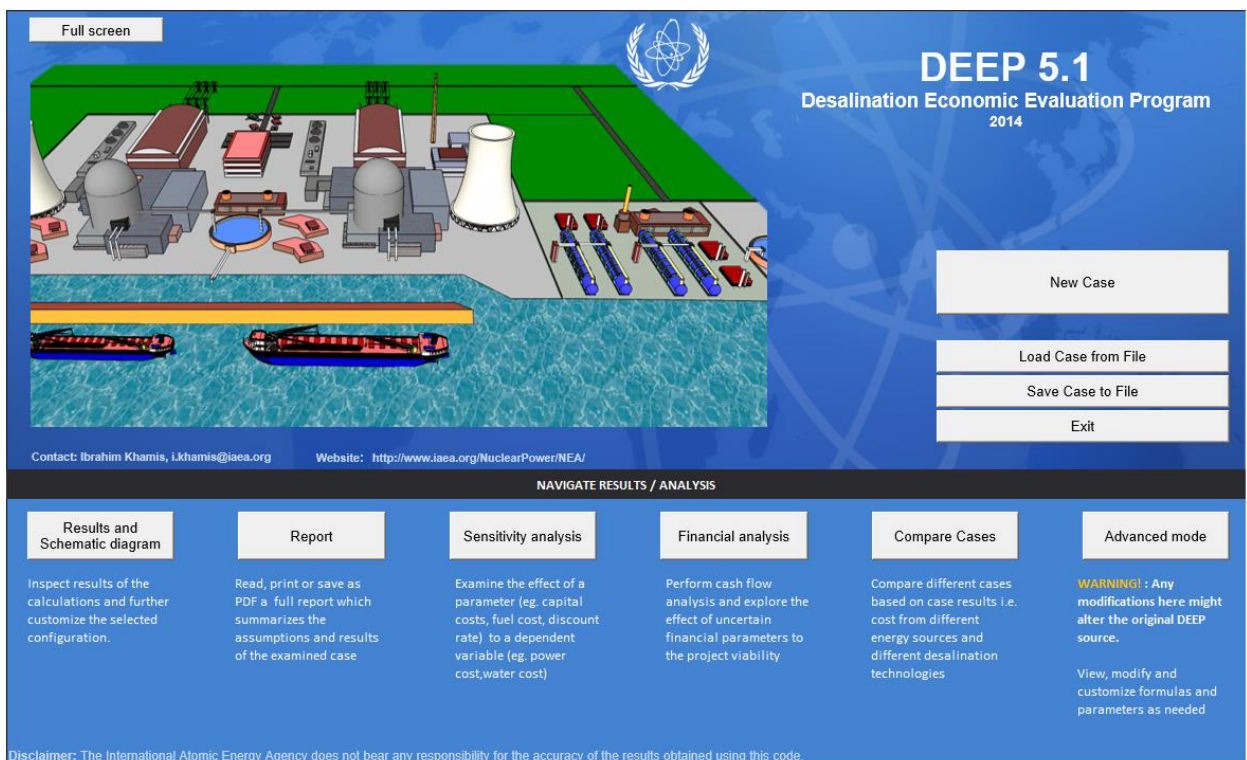 Full screen
DEEP 5.1
Desalination Economic Evaluation Program
2014
New Case
Load Case from File
Save Case to File
Exit
Contact: Ibrahim Khamis, i.khamis@iaea.org
Website: http://www.iaea.org/NuclearPower/NEA/
NAVIGATE RESULTS / ANALYSIS
Results and
Schematic diagram
Inspect results of the
calculations and further
customize the selected
configuration.
Report
Read, print or save as
PDF a full report which
summarizes the
assumptions and results
of the examined case
Sensitivity analysis
Examine the effect of a
parameter (eg. capital
costs, fuel cost, discount
rate) to a dependent
variable (eg. power
cost,water cost)
Financial analysis
Perform cash flow
analysis and explore the
effect of uncertain
financial parameters to
the project viability
Compare Cases
Compare different cases
based on case results i.e.
cost from different
energy sources and
different desalination
technologies
Advanced mode
WARNING! : Any
modifications here might
alter the original DEEP
source.
View, modify and
customize formulas and
parameters as needed
Disclaimer: The International Atomic Energy Agency does not bear any responsibility for the accuracy of the results obtained using this code.